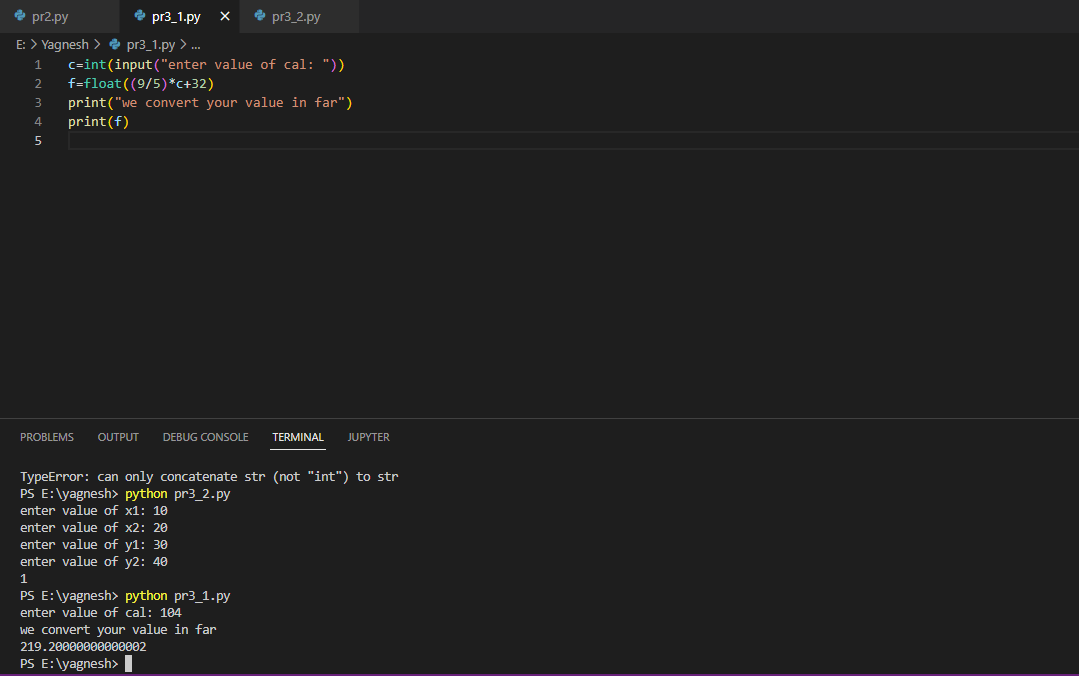 pr2.py pr3_1.py × pr3_2.py
E: > Yagnesh > pr3_1.py > ...
1 c=int(input("enter value of cal: "))
2 f=float((9/5)*c+32)
3 print("we convert your value in far")
4 print(f)
5
PROBLEMS OUTPUT DEBUG CONSOLE TERMINAL JUPYTER
TypeError: can only concatenate str (not "int") to str
PS E:\yagnesh> python pr3_2.py
enter value of x1: 10
enter value of x2: 20
enter value of y1: 30
enter value of y2: 40
1
PS E:\yagnesh> python pr3_1.py
enter value of cal: 104
we convert your value in far
219.20000000000002
PS E:\yagnesh>